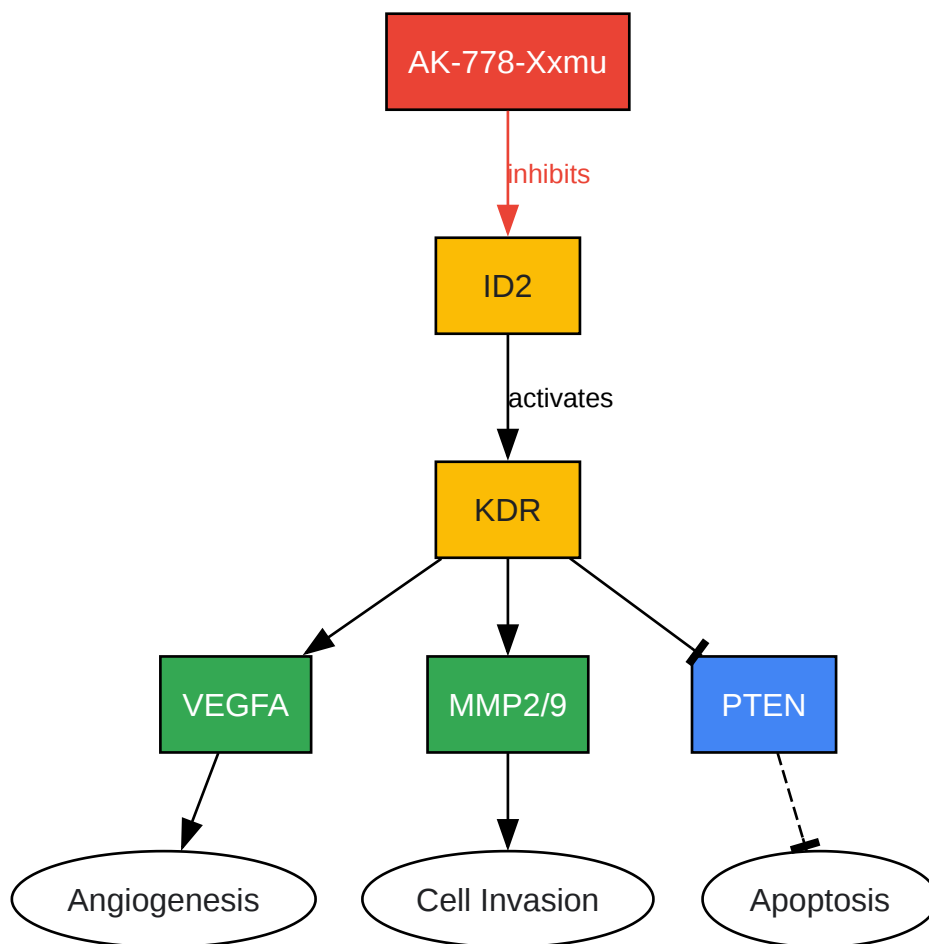 AK-778-Xxmu
inhibits
ID2
activates
KDR
VEGFA
MMP2/9
PTEN
Angiogenesis
Cell Invasion
Apoptosis